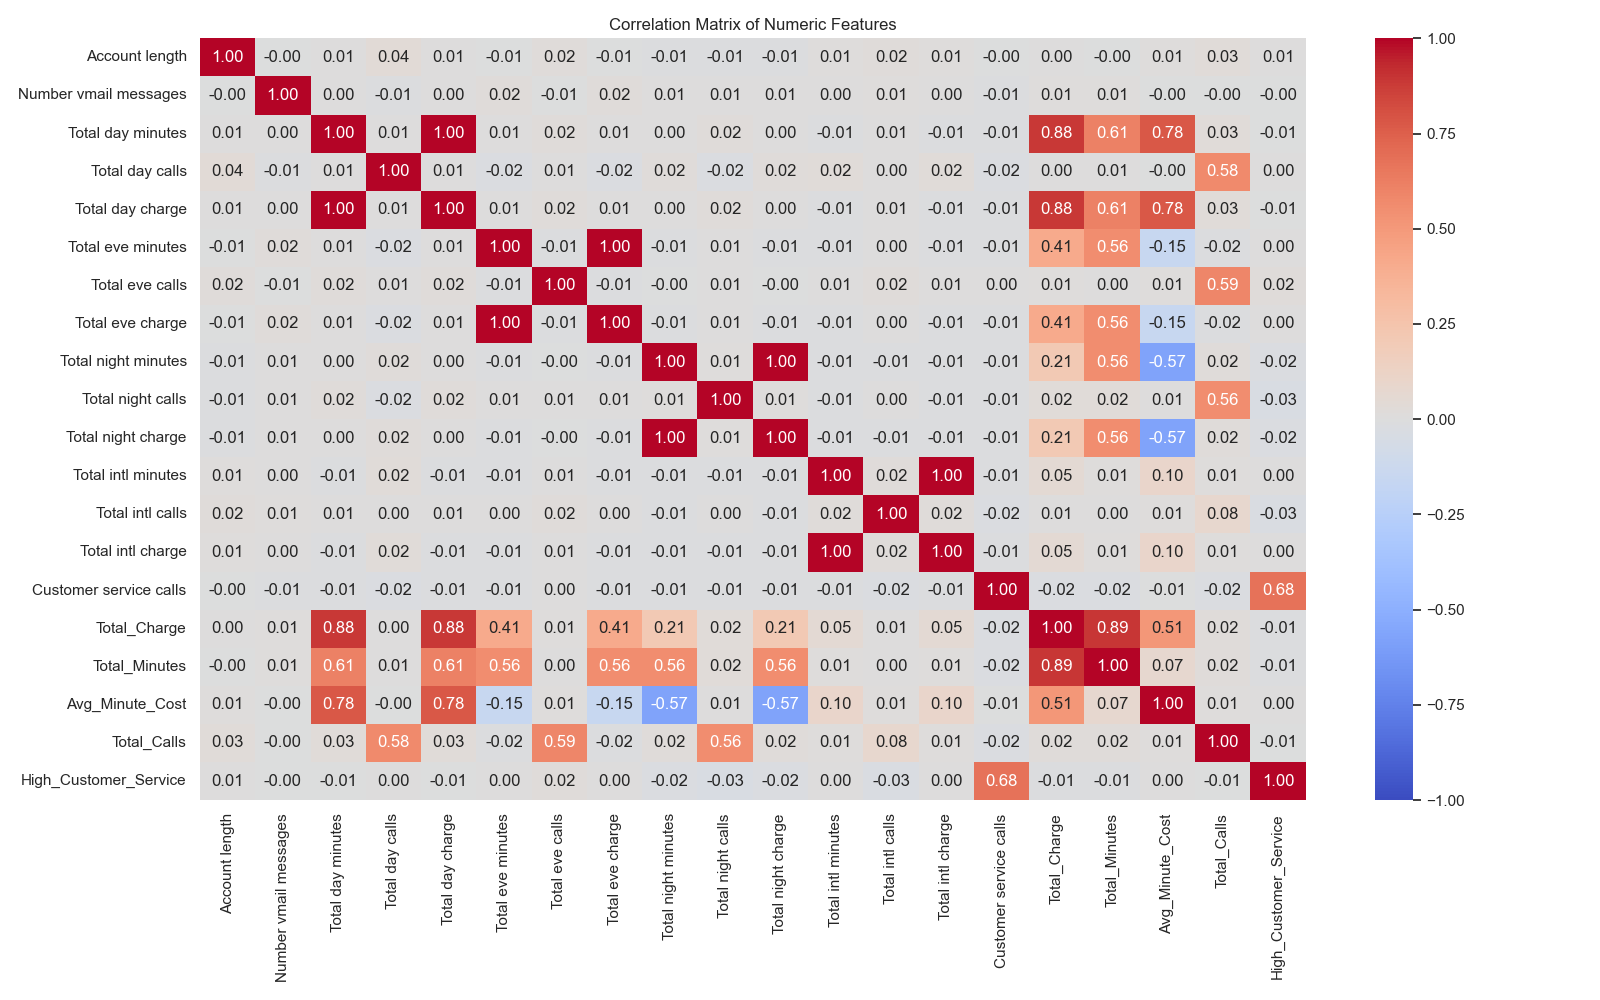 Correlation Matrix of Numeric Features
Account length 1.00 -0.00 0.01 0.04 0.01 -0.01 0.02 -0.01 -0.01 -0.01 -0.01 0.01 0.02 0.01 -0.00 0.00 -0.00 0.01 0.03 0.01
Number vmail messages -0.00 1.00 0.00 -0.01 0.00 0.02 -0.01 0.02 0.01 0.01 0.01 0.00 0.01 0.00 -0.01 0.01 0.01 -0.00 -0.00 -0.00
Total day minutes 0.01 0.00 1.00 0.01 1.00 0.01 0.02 0.01 0.00 0.02 0.00 -0.01 0.01 -0.01 -0.01 0.88 0.61 0.78 0.03 -0.01
Total day calls 0.04 -0.01 0.01 1.00 0.01 -0.02 0.01 -0.02 0.02 -0.02 0.02 0.02 0.00 0.02 -0.02 0.00 0.01 -0.00 0.58 0.00
Total day charge 0.01 0.00 1.00 0.01 1.00 0.01 0.02 0.01 0.00 0.02 0.00 -0.01 0.01 -0.01 -0.01 0.88 0.61 0.78 0.03 -0.01
Total eve minutes -0.01 0.02 0.01 -0.02 0.01 1.00 -0.01 1.00 -0.01 0.01 -0.01 -0.01 0.00 -0.01 -0.01 0.41 0.56 -0.15 -0.02 0.00
Total eve calls 0.02 -0.01 0.02 0.01 0.02 -0.01 1.00 -0.01 -0.00 0.01 -0.00 0.01 0.02 0.01 0.00 0.01 0.00 0.01 0.59 0.02
Total eve charge -0.01 0.02 0.01 -0.02 0.01 1.00 -0.01 1.00 -0.01 0.01 -0.01 -0.01 0.00 -0.01 -0.01 0.41 0.56 -0.15 -0.02 0.00
Total night minutes -0.01 0.01 0.00 0.02 0.00 -0.01 -0.00 -0.01 1.00 0.01 1.00 -0.01 -0.01 -0.01 -0.01 0.21 0.56 -0.57 0.02 -0.02
Total night calls -0.01 0.01 0.02 -0.02 0.02 0.01 0.01 0.01 0.01 1.00 0.01 -0.01 0.00 -0.01 -0.01 0.02 0.02 0.01 0.56 -0.03
Total night charge -0.01 0.01 0.00 0.02 0.00 -0.01 -0.00 -0.01 1.00 0.01 1.00 -0.01 -0.01 -0.01 -0.01 0.21 0.56 -0.57 0.02 -0.02
Total intl minutes 0.01 0.00 -0.01 0.02 -0.01 -0.01 0.01 -0.01 -0.01 -0.01 -0.01 1.00 0.02 1.00 -0.01 0.05 0.01 0.10 0.01 0.00
Total intl calls 0.02 0.01 0.01 0.00 0.01 0.00 0.02 0.00 -0.01 0.00 -0.01 0.02 1.00 0.02 -0.02 0.01 0.00 0.01 0.08 -0.03
Total intl charge 0.01 0.00 -0.01 0.02 -0.01 -0.01 0.01 -0.01 -0.01 -0.01 -0.01 1.00 0.02 1.00 -0.01 0.05 0.01 0.10 0.01 0.00
Customer service calls -0.00 -0.01 -0.01 -0.02 -0.01 -0.01 0.00 -0.01 -0.01 -0.01 -0.01 -0.01 -0.02 -0.01 1.00 -0.02 -0.02 -0.01 -0.02 0.68
Total_Charge 0.00 0.01 0.88 0.00 0.88 0.41 0.01 0.41 0.21 0.02 0.21 0.05 0.01 0.05 -0.02 1.00 0.89 0.51 0.02 -0.01
Total_Minutes -0.00 0.01 0.61 0.01 0.61 0.56 0.00 0.56 0.56 0.02 0.56 0.01 0.00 0.01 -0.02 0.89 1.00 0.07 0.02 -0.01
Avg_Minute_Cost 0.01 -0.00 0.78 -0.00 0.78 -0.15 0.01 -0.15 -0.57 0.01 -0.57 0.10 0.01 0.10 -0.01 0.51 0.07 1.00 0.01 0.00
Total_Calls 0.03 -0.00 0.03 0.58 0.03 -0.02 0.59 -0.02 0.02 0.56 0.02 0.01 0.08 0.01 -0.02 0.02 0.02 0.01 1.00 -0.01
High_Customer_Service 0.01 -0.00 -0.01 0.00 -0.01 0.00 0.02 0.00 -0.02 -0.03 -0.02 0.00 -0.03 0.00 0.68 -0.01 -0.01 0.00 -0.01 1.00
Account length
Number vmail messages
Total day minutes
Total day calls
Total day charge
Total eve minutes
Total eve calls
Total eve charge
Total night minutes
Total night calls
Total night charge
Total intl minutes
Total intl calls
Total intl charge
Customer service calls
Total_Charge
Total_Minutes
Avg_Minute_Cost
Total_Calls
High_Customer_Service
1.00
0.75
0.50
0.25
0.00
−0.25
−0.50
−0.75
−1.00